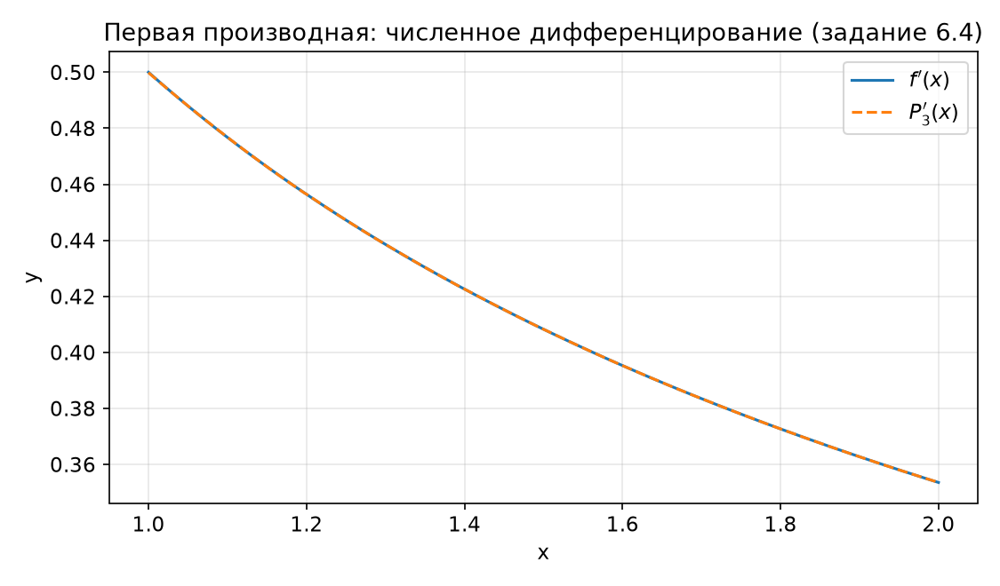 Первая производная: численное дифференцирование (задание 6.4)
f′(x)
P′₃(x)
0.50
0.48
0.46
0.44
0.42
0.40
0.38
0.36
y
1.0 1.2 1.4 1.6 1.8 2.0
x